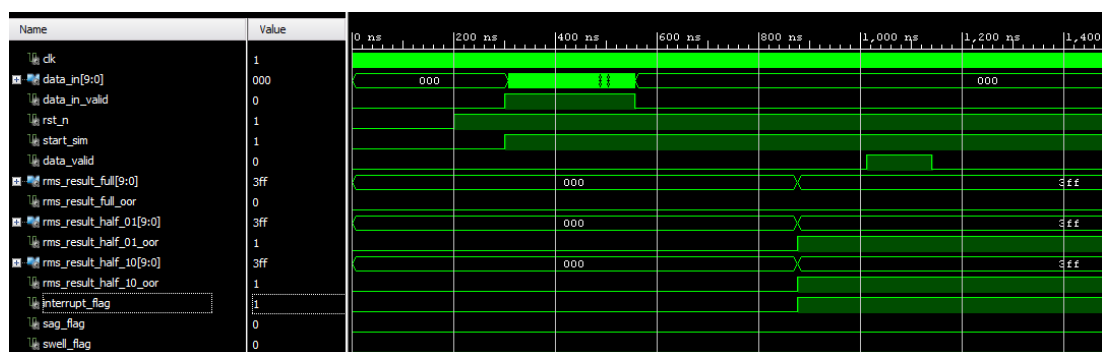 Name Value
0 ns 200 ns 400 ns 600 ns 800 ns 1,000 ns 1,200 ns 1,400
clk 1
data_in[9:0] 000 000 000
data_in_valid 0
rst_n 1
start_sim 1
data_valid 0
rms_result_full[9:0] 3ff 000 3ff
rms_result_full_oor 0
rms_result_half_01[9:0] 3ff 000 3ff
rms_result_half_01_oor 1
rms_result_half_10[9:0] 3ff 000 3ff
rms_result_half_10_oor 1
interrupt_flag 1
sag_flag 0
swell_flag 0